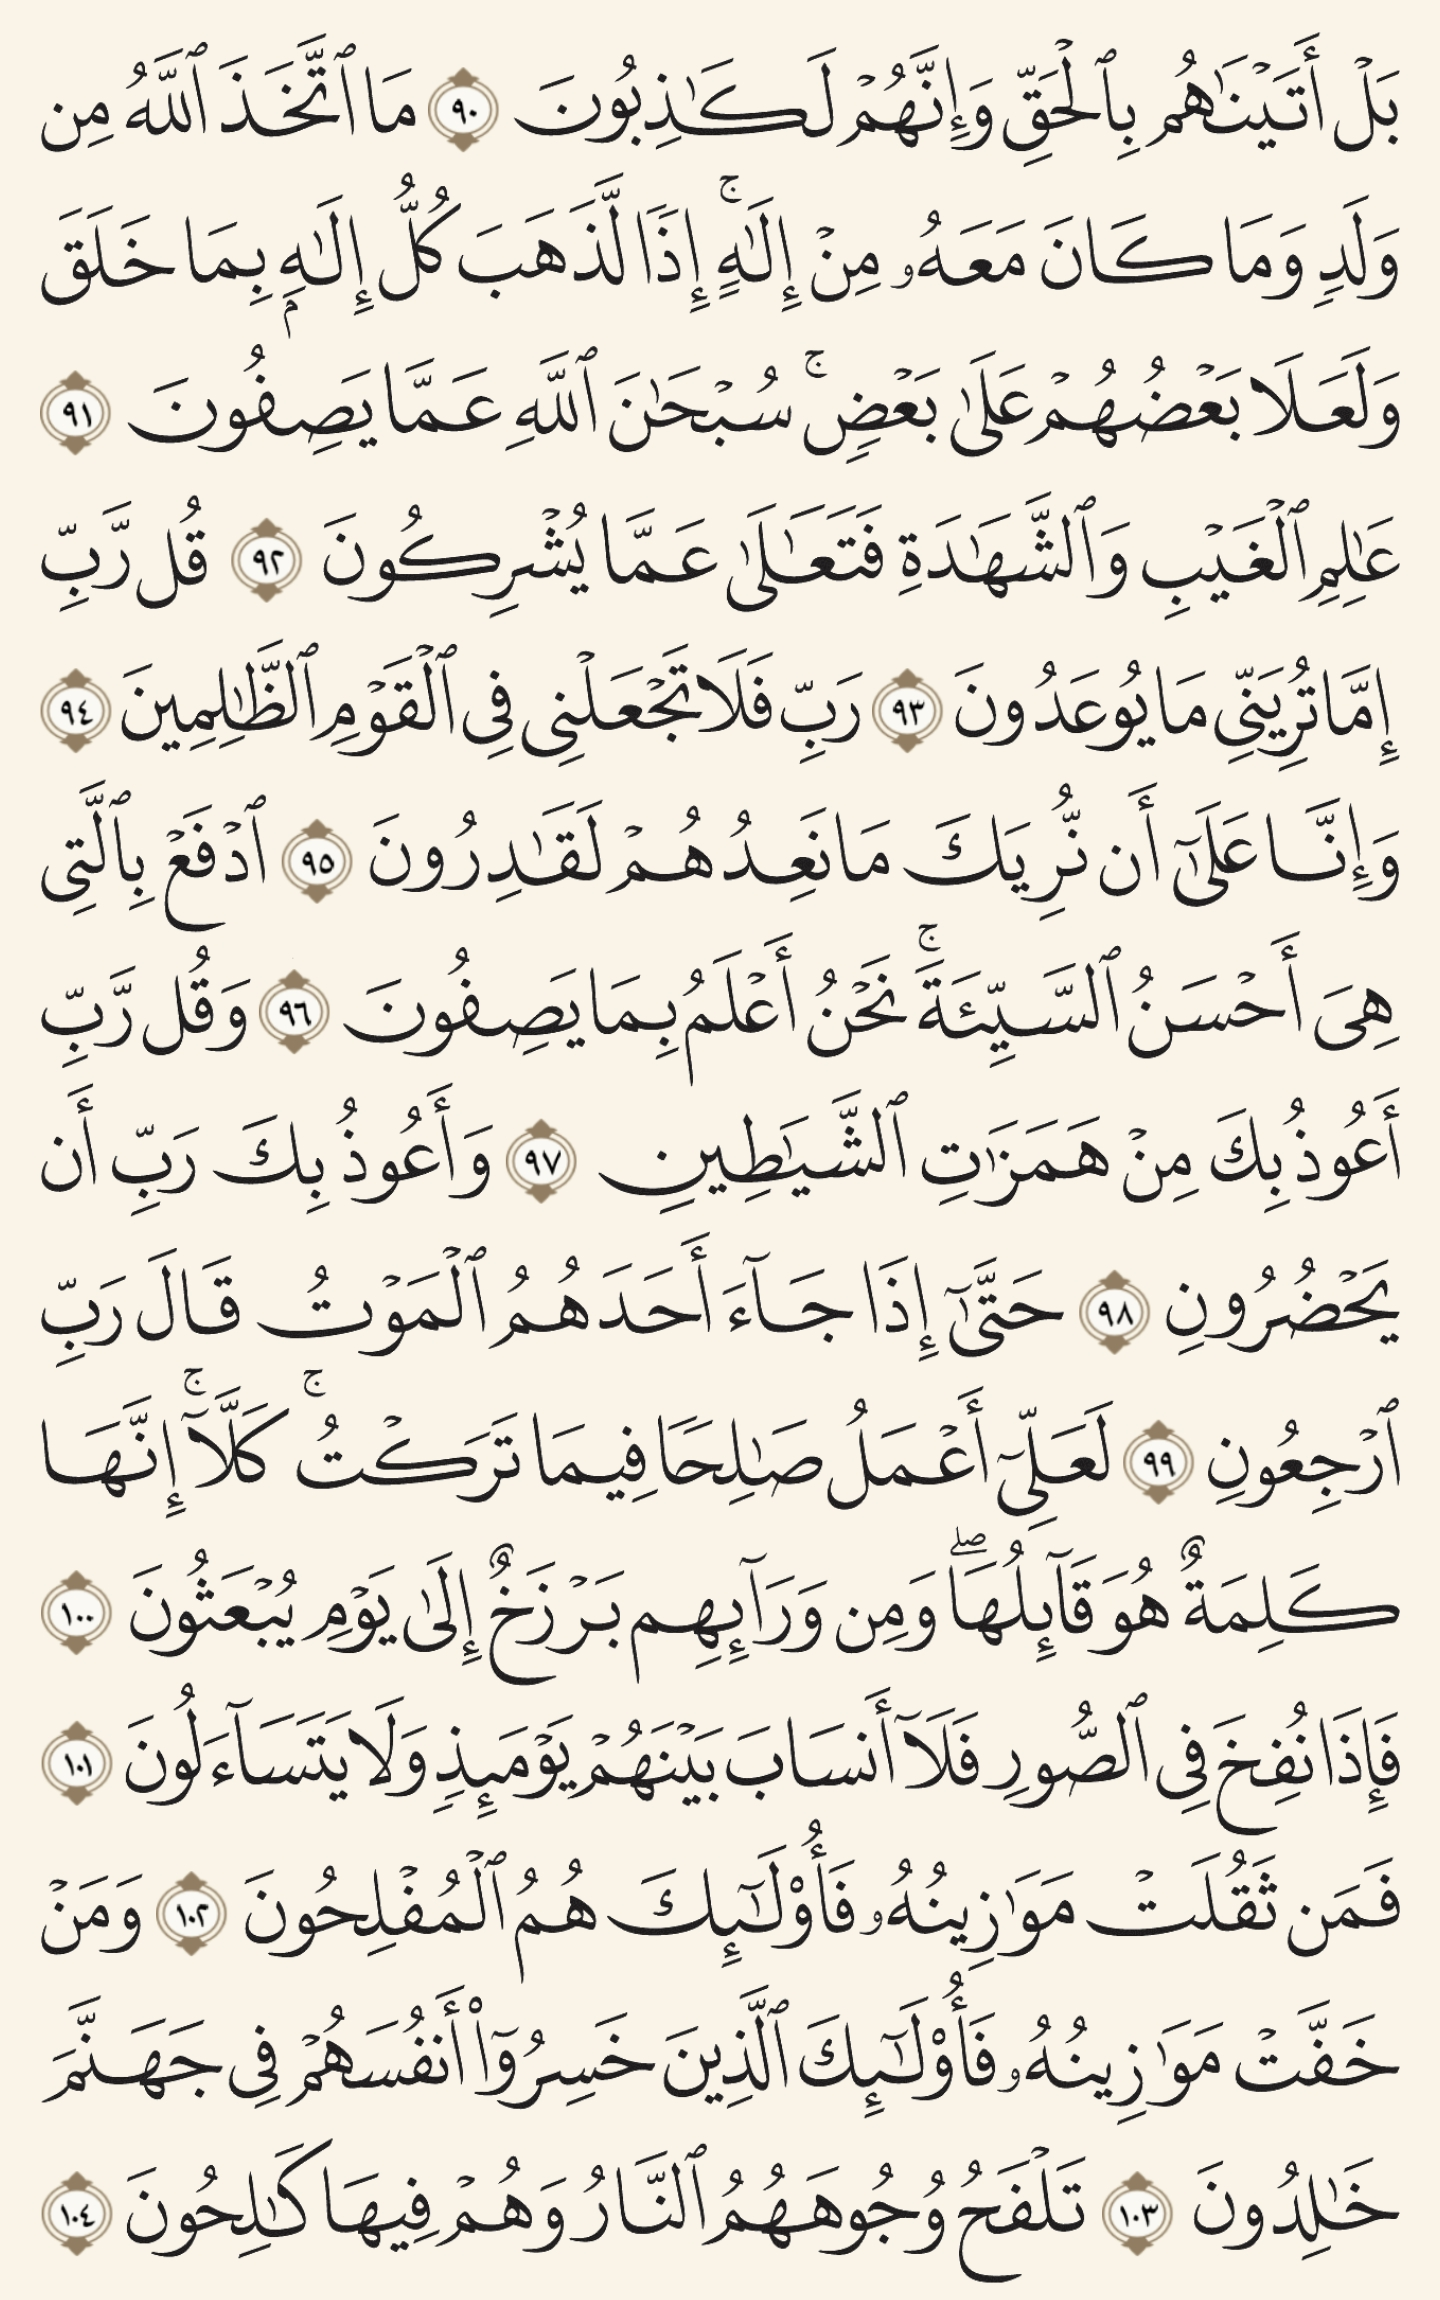 بَلْ أَتَيْنَٰهُم بِٱلْحَقِّ وَإِنَّهُمْ لَكَٰذِبُونَ ٩٠ مَا ٱتَّخَذَ ٱللَّهُ مِن
وَلَدٍ وَمَا كَانَ مَعَهُۥ مِنْ إِلَٰهٍ ۚ إِذًا لَّذَهَبَ كُلُّ إِلَٰهٍۭ بِمَا خَلَقَ
وَلَعَلَا بَعْضُهُمْ عَلَىٰ بَعْضٍ ۚ سُبْحَٰنَ ٱللَّهِ عَمَّا يَصِفُونَ ٩١
عَٰلِمِ ٱلْغَيْبِ وَٱلشَّهَٰدَةِ فَتَعَٰلَىٰ عَمَّا يُشْرِكُونَ ٩٢ قُل رَّبِّ
إِمَّا تُرِيَنِّى مَا يُوعَدُونَ ٩٣ رَبِّ فَلَا تَجْعَلْنِى فِى ٱلْقَوْمِ ٱلظَّٰلِمِينَ ٩٤
وَإِنَّا عَلَىٰٓ أَن نُّرِيَكَ مَا نَعِدُهُمْ لَقَٰدِرُونَ ٩٥ ٱدْفَعْ بِٱلَّتِى
هِىَ أَحْسَنُ ٱلسَّيِّئَةَ ۚ نَحْنُ أَعْلَمُ بِمَا يَصِفُونَ ٩٦ وَقُل رَّبِّ
أَعُوذُ بِكَ مِنْ هَمَزَٰتِ ٱلشَّيَٰطِينِ ٩٧ وَأَعُوذُ بِكَ رَبِّ أَن
يَحْضُرُونِ ٩٨ حَتَّىٰٓ إِذَا جَآءَ أَحَدَهُمُ ٱلْمَوْتُ قَالَ رَبِّ
ٱرْجِعُونِ ٩٩ لَعَلِّىٓ أَعْمَلُ صَٰلِحًا فِيمَا تَرَكْتُ ۚ كَلَّآ ۚ إِنَّهَا
كَلِمَةٌ هُوَ قَآئِلُهَا ۖ وَمِن وَرَآئِهِم بَرْزَخٌ إِلَىٰ يَوْمِ يُبْعَثُونَ ١٠٠
فَإِذَا نُفِخَ فِى ٱلصُّورِ فَلَآ أَنسَابَ بَيْنَهُمْ يَوْمَئِذٍ وَلَا يَتَسَآءَلُونَ ١٠١
فَمَن ثَقُلَتْ مَوَٰزِينُهُۥ فَأُو۟لَٰٓئِكَ هُمُ ٱلْمُفْلِحُونَ ١٠٢ وَمَنْ
خَفَّتْ مَوَٰزِينُهُۥ فَأُو۟لَٰٓئِكَ ٱلَّذِينَ خَسِرُوٓا۟ أَنفُسَهُمْ فِى جَهَنَّمَ
خَٰلِدُونَ ١٠٣ تَلْفَحُ وُجُوهَهُمُ ٱلنَّارُ وَهُمْ فِيهَا كَٰلِحُونَ ١٠٤